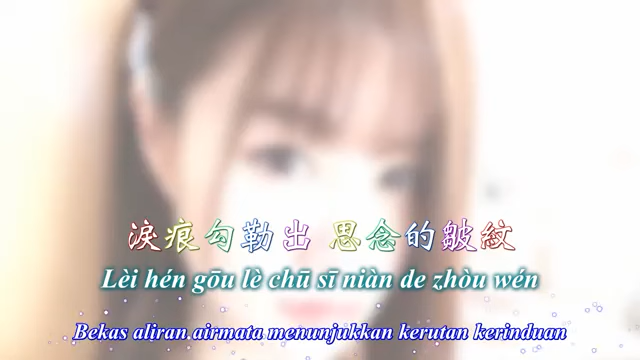 淚痕勾勒出 思念的皺紋
Lèi hén gōu lè chū sī niàn de zhòu wén
Bekas aliran airmata menunjukkan kerutan kerinduan